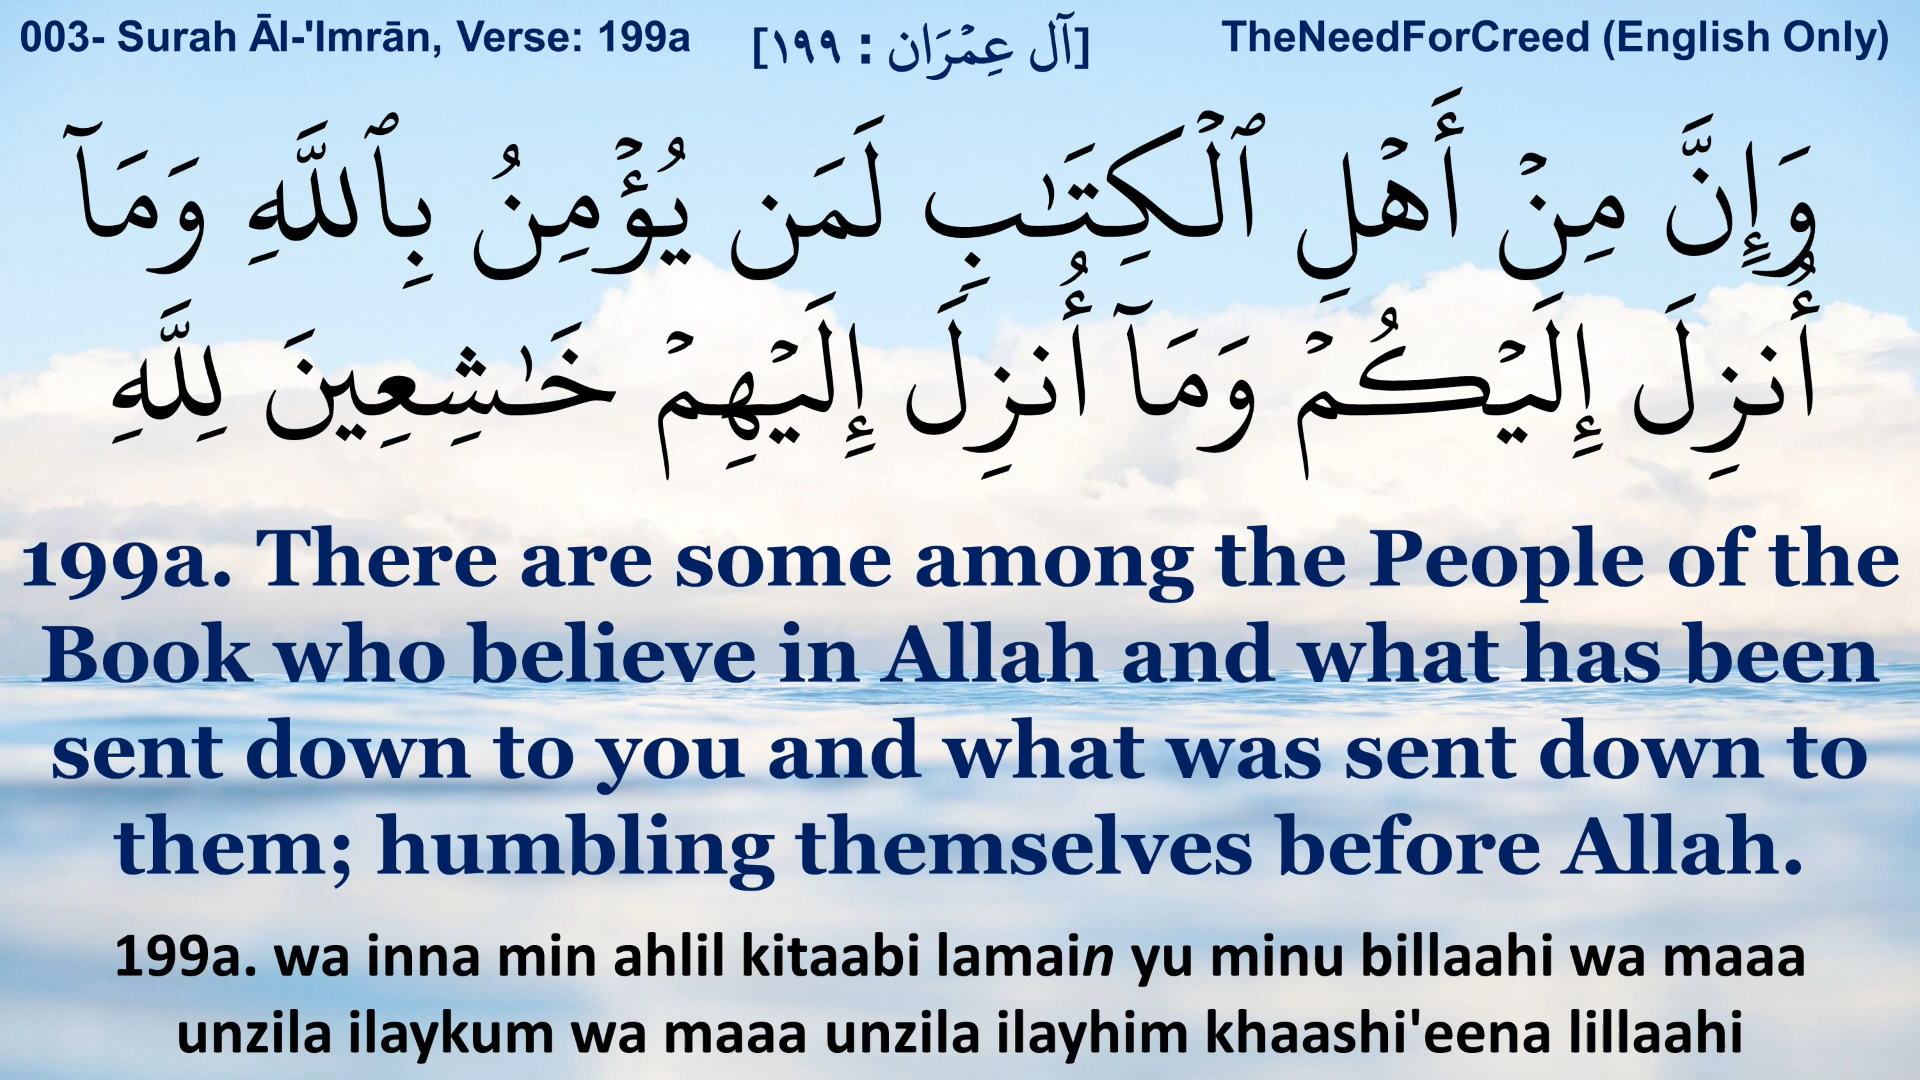 003- Surah Āl-'Imrān, Verse: 199a
[آل عِمْرَان : ١٩٩]
TheNeedForCreed (English Only)
وَإِنَّ مِنۡ أَهۡلِ ٱلۡكِتَٰبِ لَمَن يُؤۡمِنُ بِٱللَّهِ وَمَآ
أُنزِلَ إِلَيۡكُمۡ وَمَآ أُنزِلَ إِلَيۡهِمۡ خَٰشِعِينَ لِلَّهِ
199a. There are some among the People of the
Book who believe in Allah and what has been
sent down to you and what was sent down to
them; humbling themselves before Allah.
199a. wa inna min ahlil kitaabi lamain yu minu billaahi wa maaa
unzila ilaykum wa maaa unzila ilayhim khaashi'eena lillaahi